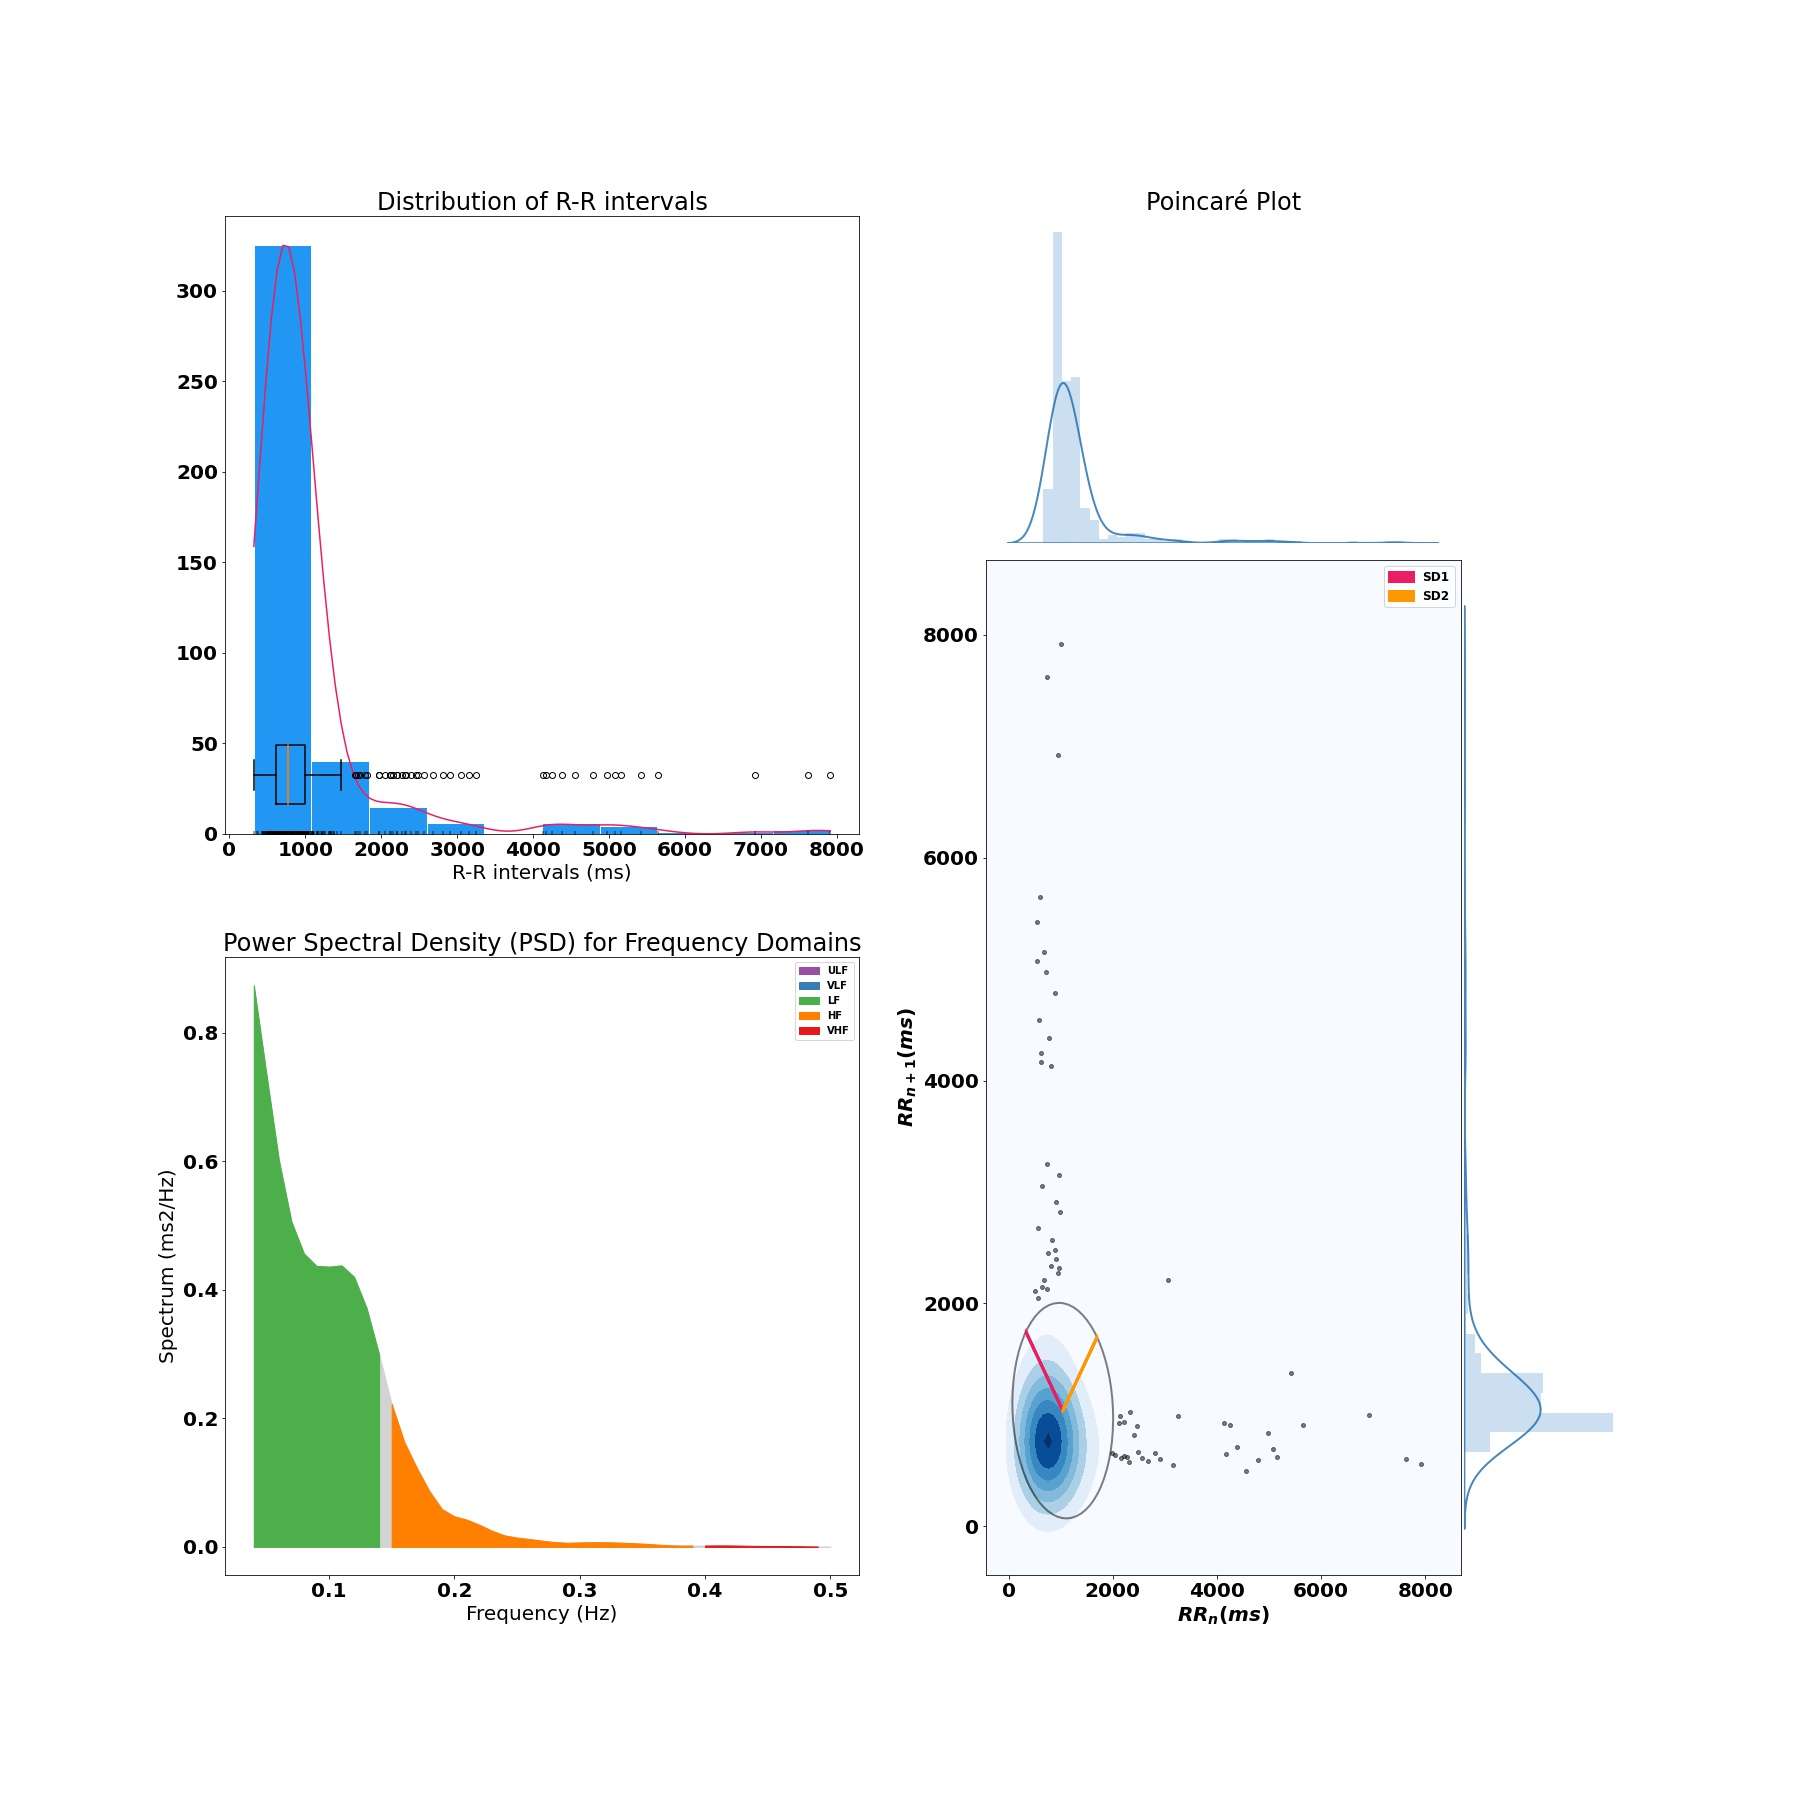 Distribution of R-R intervals
300
250
200
150
100
50
0
0 1000 2000 3000 4000 5000 6000 7000 8000
R-R intervals (ms)
Power Spectral Density (PSD) for Frequency Domains
ULF
VLF
LF
HF
VHF
Spectrum (ms2/Hz)
0.8
0.6
0.4
0.2
0.0
0.1 0.2 0.3 0.4 0.5
Frequency (Hz)
Poincaré Plot
SD1
SD2
RRn+1(ms)
8000
6000
4000
2000
0
0 2000 4000 6000 8000
RRn(ms)